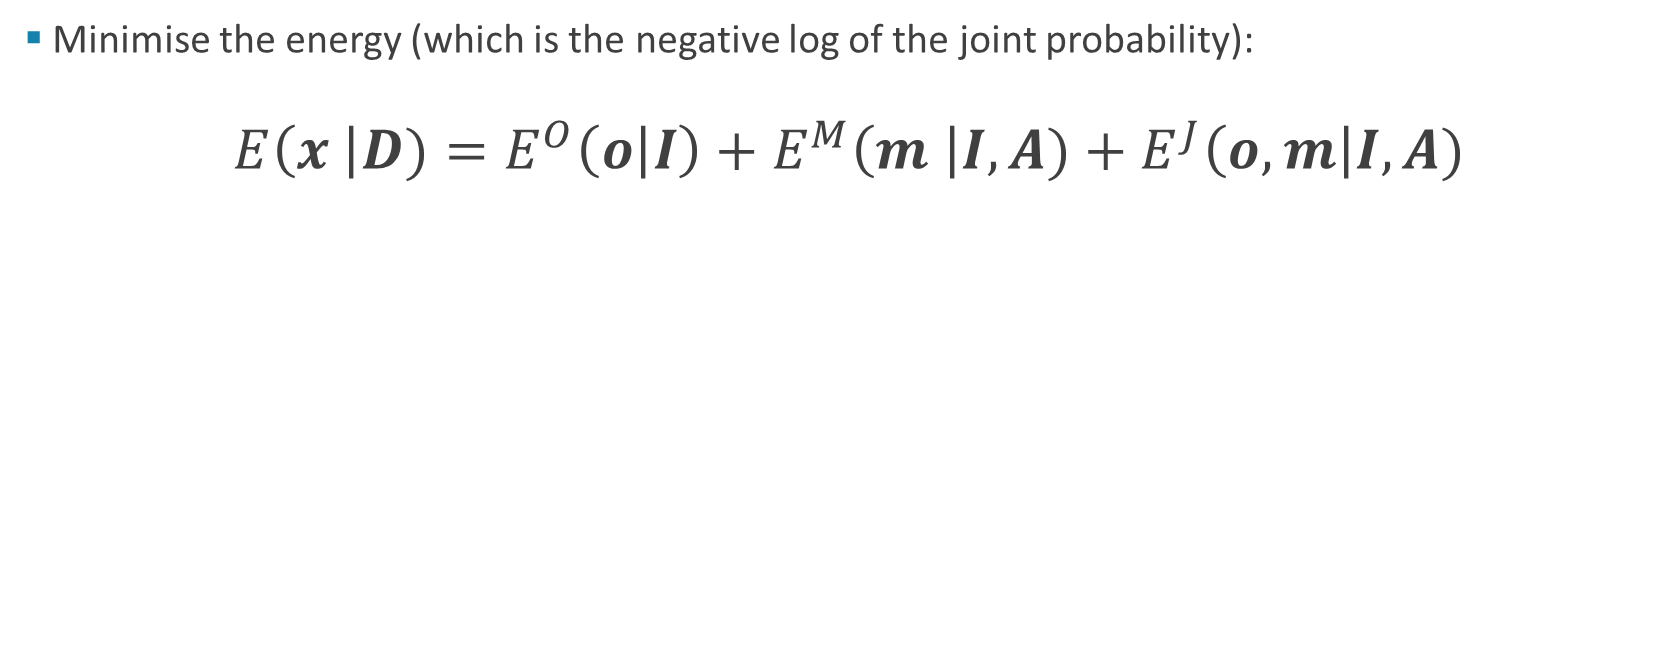 ▪ Minimise the energy (which is the negative log of the joint probability):
E(x |D) = E^O(o|I) + E^M(m |I, A) + E^J(o, m|I, A)